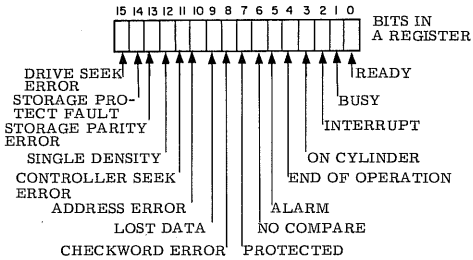 15 14 13 12 11 10 9 8 7 6 5 4 3 2 1 0
BITS IN
A REGISTER
DRIVE SEEK
ERROR
READY
STORAGE PRO-
TECT FAULT
BUSY
STORAGE PARITY
ERROR
INTERRUPT
SINGLE DENSITY
ON CYLINDER
CONTROLLER SEEK
ERROR
END OF OPERATION
ADDRESS ERROR
ALARM
LOST DATA
NO COMPARE
CHECKWORD ERROR
PROTECTED